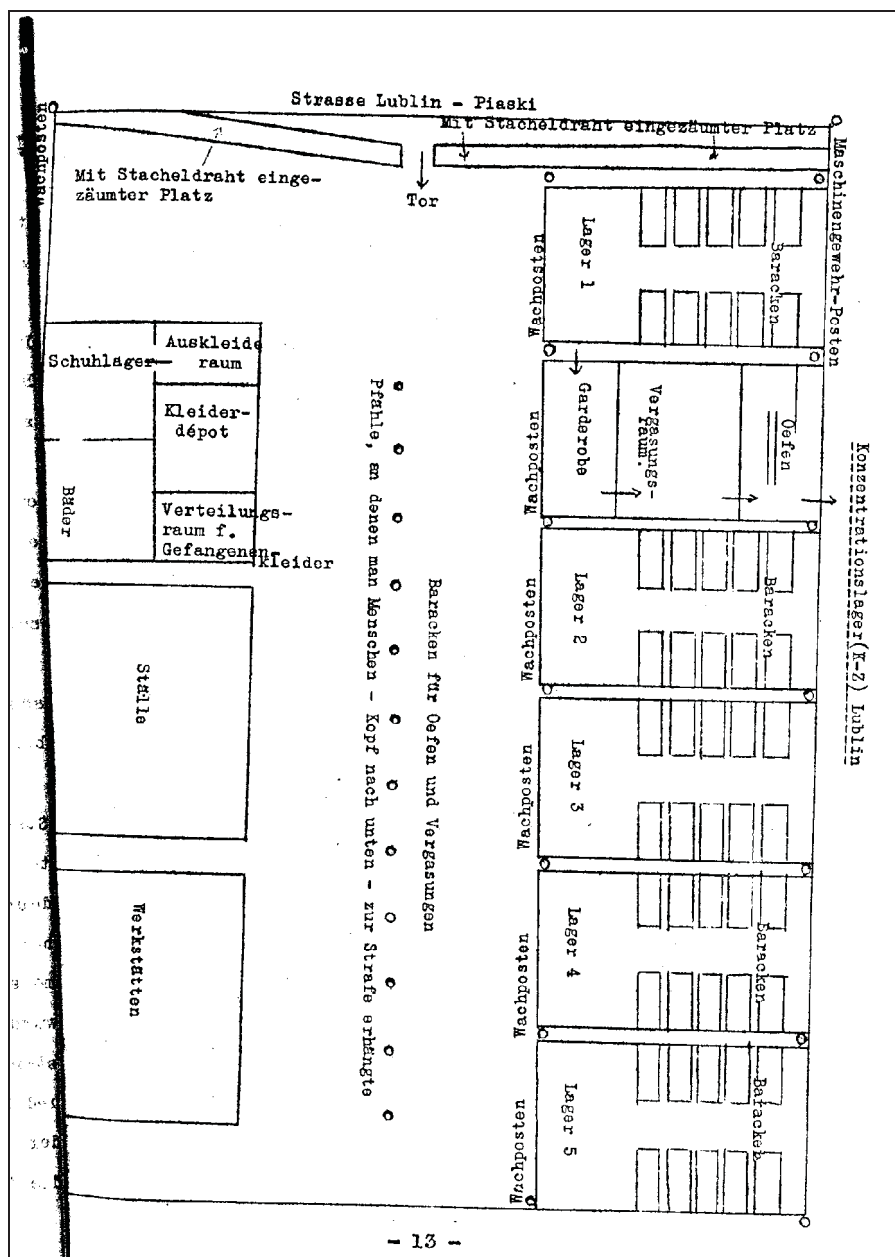 Strasse Lublin - Piaski
Mit Stacheldraht eingezäumter Platz
Wachposten
Mit Stacheldraht einge-
zäumter Platz
Tor
Maschinengewehr-Posten
Wachposten
Lager 1
Baracken
Schuhlager
Auskleide
raum
Kleider-
dépot
Bäder
Verteilungs-
raum f.
Gefangenen-
kleider
Wachposten
Garderobe
Vergasungs-
raum.
Oefen
Konzentrationslager(K-Z) Lublin
Wachposten
Lager 2
Baracken
Ställe
Pfähle, an denen man Menschen - Kopf nach unten - zur Strafe erhängte
Baracken für Oefen und Vergasungen
Wachposten
Lager 3
Werkstätten
Wachposten
Lager 4
Baracken
Wachposten
Lager 5
Baracken
- 13 -